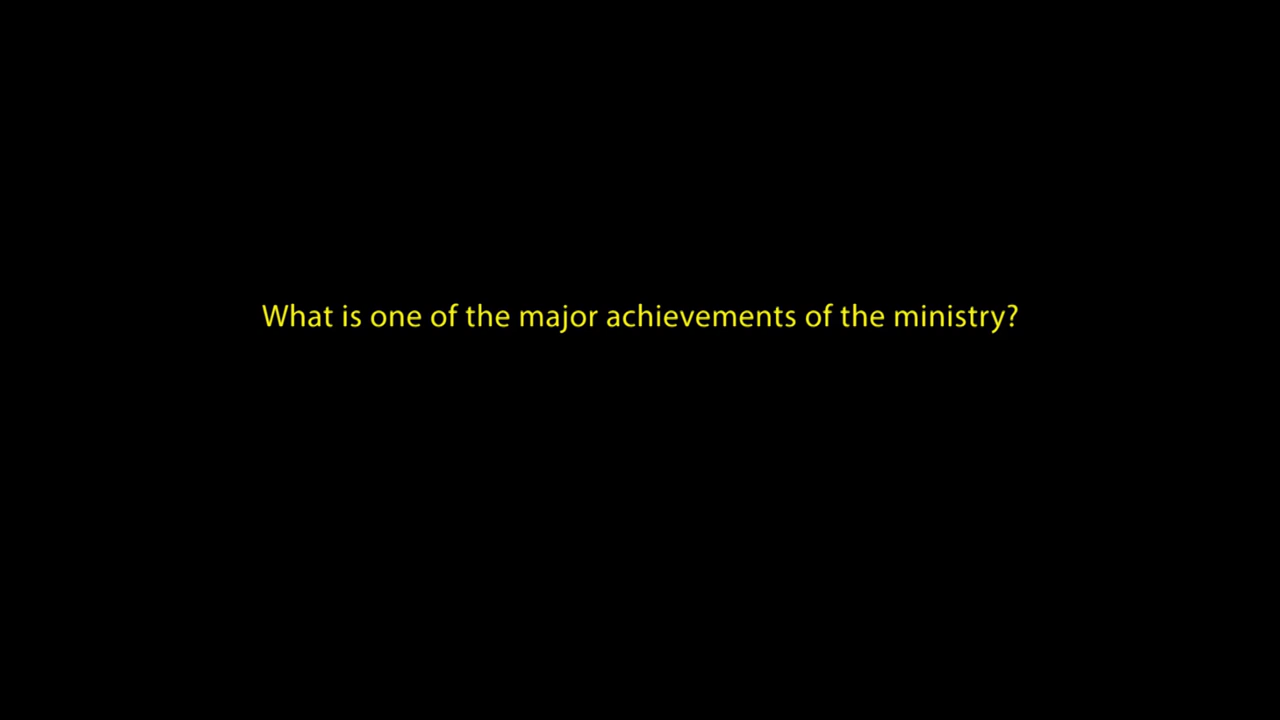 What is one of the major achievements of the ministry?